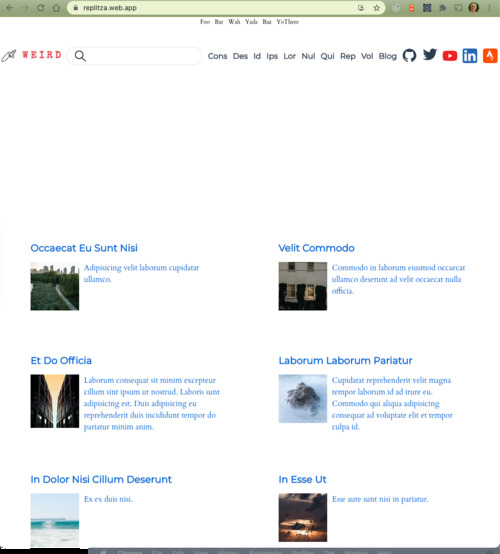 replitza.web.app
Foo Bar Wah Yada Baz YoThere
WEIRD Cons Des Id Ips Lor Nul Qui Rep Vol Blog
Occaecat Eu Sunt Nisi
Adipisicing velit laborum cupidatat
ullamco.
Velit Commodo
Commodo in laborum eiusmod occaecat
ullamco deserunt ad velit occaecat nulla
officia.
Et Do Officia
Laborum consequat sit minim excepteur
cillum sint ipsum ut nostrud. Laboris sunt
adipisicing est. Duis adipisicing eu
reprehenderit duis incididunt tempor do
pariatur minim anim.
Laborum Laborum Pariatur
Cupidatat reprehenderit velit magna
tempor laborum id ad irure eu.
Commodo qui aliqua adipisicing
consequat ad voluptate elit et tempor
culpa id.
In Dolor Nisi Cillum Deserunt
Ex ex duis nisi.
In Esse Ut
Esse aute sunt nisi in pariatur.